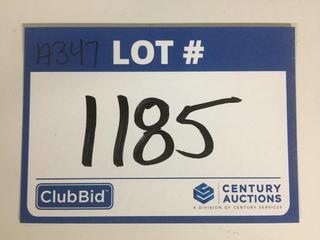 A347 LOT #
1185
ClubBid
CENTURY
AUCTIONS
A DIVISION OF CENTURY SERVICES